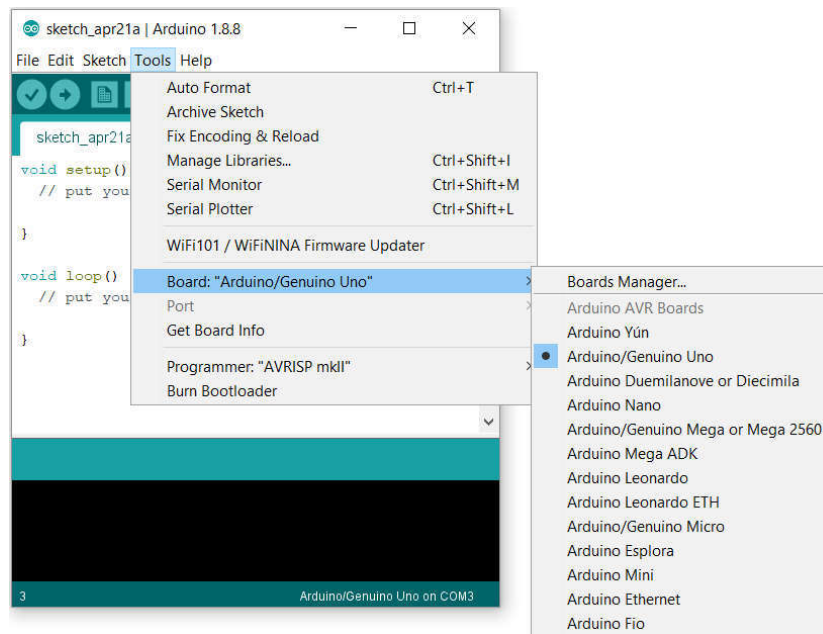 sketch_apr21a | Arduino 1.8.8
File Edit Sketch Tools Help
sketch_apr21a
void setup()
// put you
}
void loop()
// put you
}
Auto Format Ctrl+T
Archive Sketch
Fix Encoding & Reload
Manage Libraries... Ctrl+Shift+I
Serial Monitor Ctrl+Shift+M
Serial Plotter Ctrl+Shift+L
WiFi101 / WiFiNINA Firmware Updater
Board: "Arduino/Genuino Uno"
Port
Get Board Info
Programmer: "AVRISP mkII"
Burn Bootloader
Boards Manager...
Arduino AVR Boards
Arduino Yún
Arduino/Genuino Uno
Arduino Duemilanove or Diecimila
Arduino Nano
Arduino/Genuino Mega or Mega 2560
Arduino Mega ADK
Arduino Leonardo
Arduino Leonardo ETH
Arduino/Genuino Micro
Arduino Esplora
Arduino Mini
Arduino Ethernet
Arduino Fio
3 Arduino/Genuino Uno on COM3